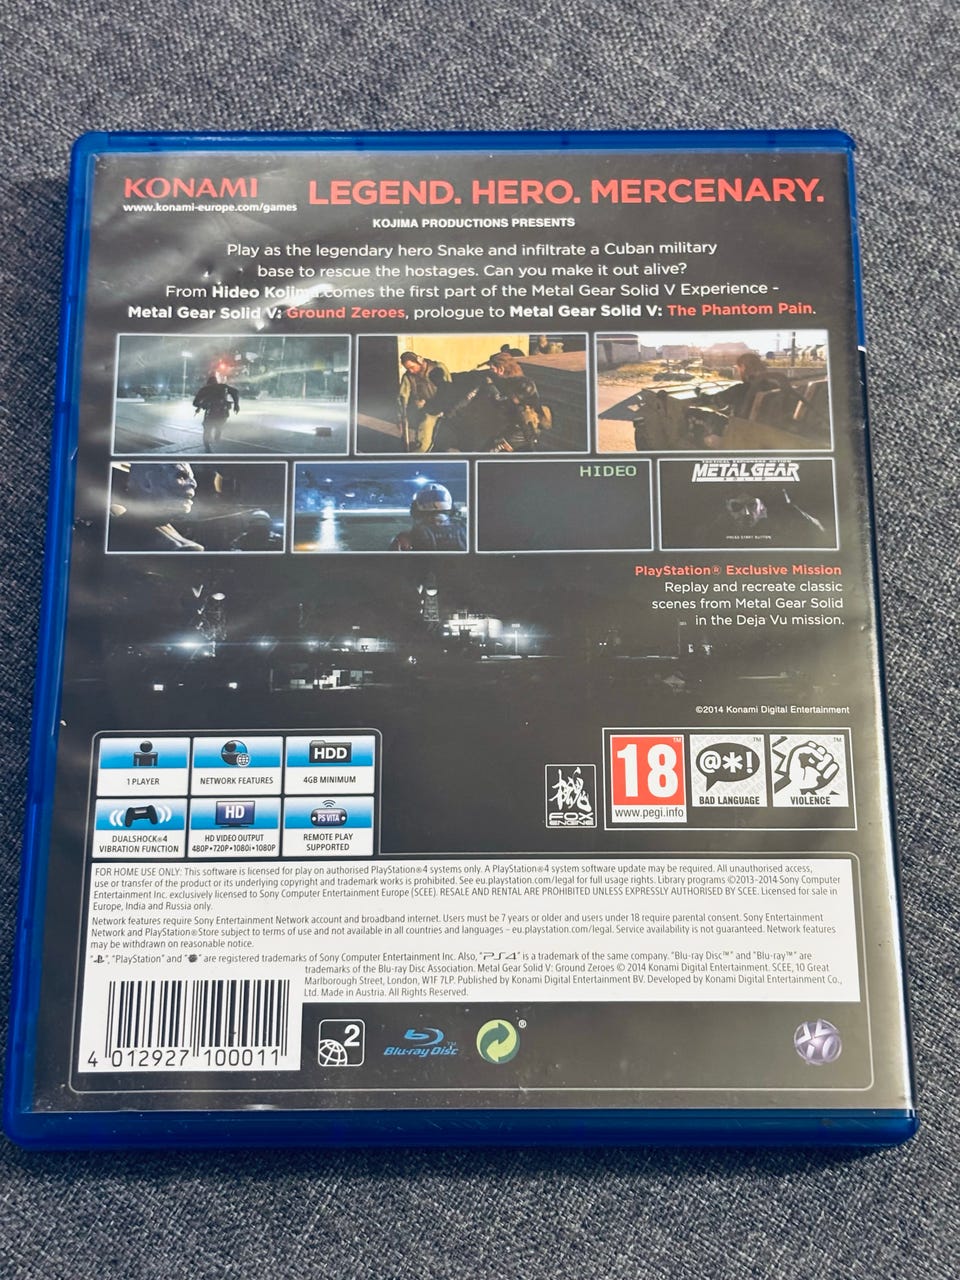 KONAMI
www.konami-europe.com/games
LEGEND. HERO. MERCENARY.
KOJIMA PRODUCTIONS PRESENTS
Play as the legendary hero Snake and infiltrate a Cuban military
base to rescue the hostages. Can you make it out alive?
From Hideo Kojima comes the first part of the Metal Gear Solid V Experience -
Metal Gear Solid V: Ground Zeroes, prologue to Metal Gear Solid V: The Phantom Pain.
HIDEO
METAL GEAR
SOLID
PRESS START BUTTON
PlayStation® Exclusive Mission
Replay and recreate classic
scenes from Metal Gear Solid
in the Deja Vu mission.
©2014 Konami Digital Entertainment
1 PLAYER
NETWORK FEATURES
HDD
4GB MINIMUM
DUALSHOCK®4
VIBRATION FUNCTION
HD
HD VIDEO OUTPUT
480P•720P•1080i•1080P
PS VITA
REMOTE PLAY
SUPPORTED
FOX
ENGINE
18
www.pegi.info
@*!
BAD LANGUAGE
VIOLENCE
FOR HOME USE ONLY: This software is licensed for play on authorised PlayStation®4 systems only. A PlayStation®4 system software update may be required. All unauthorised access,
use or transfer of the product or its underlying copyright and trademark works is prohibited. See eu.playstation.com/legal for full usage rights. Library programs ©2013-2014 Sony Computer
Entertainment Inc. exclusively licensed to Sony Computer Entertainment Europe (SCEE). RESALE AND RENTAL ARE PROHIBITED UNLESS EXPRESSLY AUTHORISED BY SCEE. Licensed for sale in
Europe, India and Russia only.
Network features require Sony Entertainment Network account and broadband internet. Users must be 7 years or older and users under 18 require parental consent. Sony Entertainment
Network and PlayStation®Store subject to terms of use and not available in all countries and languages - eu.playstation.com/legal. Service availability is not guaranteed. Network features
may be withdrawn on reasonable notice.
" ", "PlayStation" and " " are registered trademarks of Sony Computer Entertainment Inc. Also, "PS4" is a trademark of the same company. "Blu-ray Disc™" and "Blu-ray™" are
trademarks of the Blu-ray Disc Association. Metal Gear Solid V: Ground Zeroes © 2014 Konami Digital Entertainment. SCEE, 10 Great
Marlborough Street, London, W1F 7LP. Published by Konami Digital Entertainment BV. Developed by Konami Digital Entertainment Co.,
Ltd. Made in Austria. All Rights Reserved.
4 012927 100011
2
Blu-ray Disc™
®